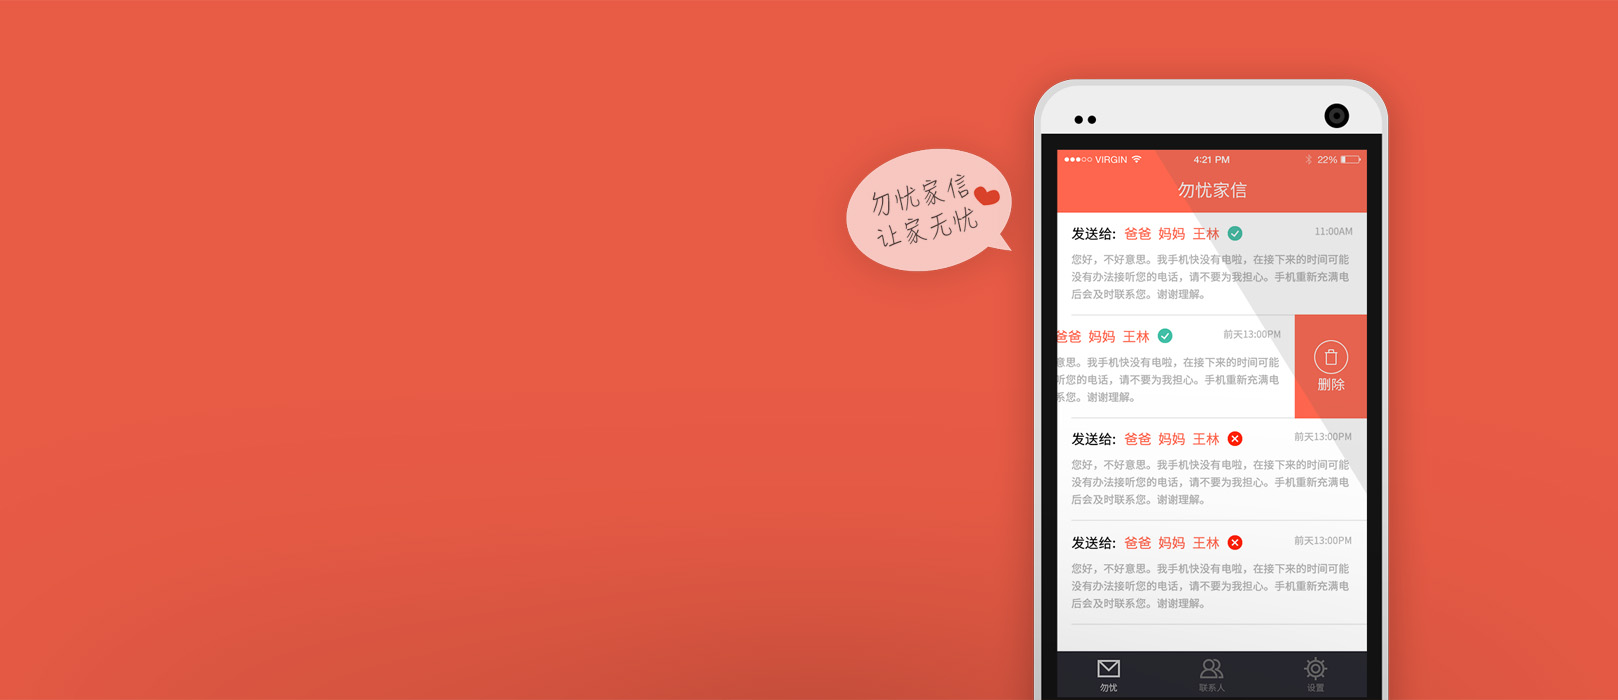 勿忧家信
让家无忧
VIRGIN 4:21 PM 22%
勿忧家信
发送给: 爸爸 妈妈 王林 11:00AM
您好，不好意思。我手机快没有电啦，在接下来的时间可能
没有办法接听您的电话，请不要为我担心。手机重新充满电
后会及时联系您。谢谢理解。
爸爸 妈妈 王林 前天13:00PM
意思。我手机快没有电啦，在接下来的时间可能
听您的电话，请不要为我担心。手机重新充满电
系您。谢谢理解。
删除
发送给: 爸爸 妈妈 王林 前天13:00PM
您好，不好意思。我手机快没有电啦，在接下来的时间可能
没有办法接听您的电话，请不要为我担心。手机重新充满电
后会及时联系您。谢谢理解。
发送给: 爸爸 妈妈 王林 前天13:00PM
您好，不好意思。我手机快没有电啦，在接下来的时间可能
没有办法接听您的电话，请不要为我担心。手机重新充满电
后会及时联系您。谢谢理解。
勿忧 联系人 设置